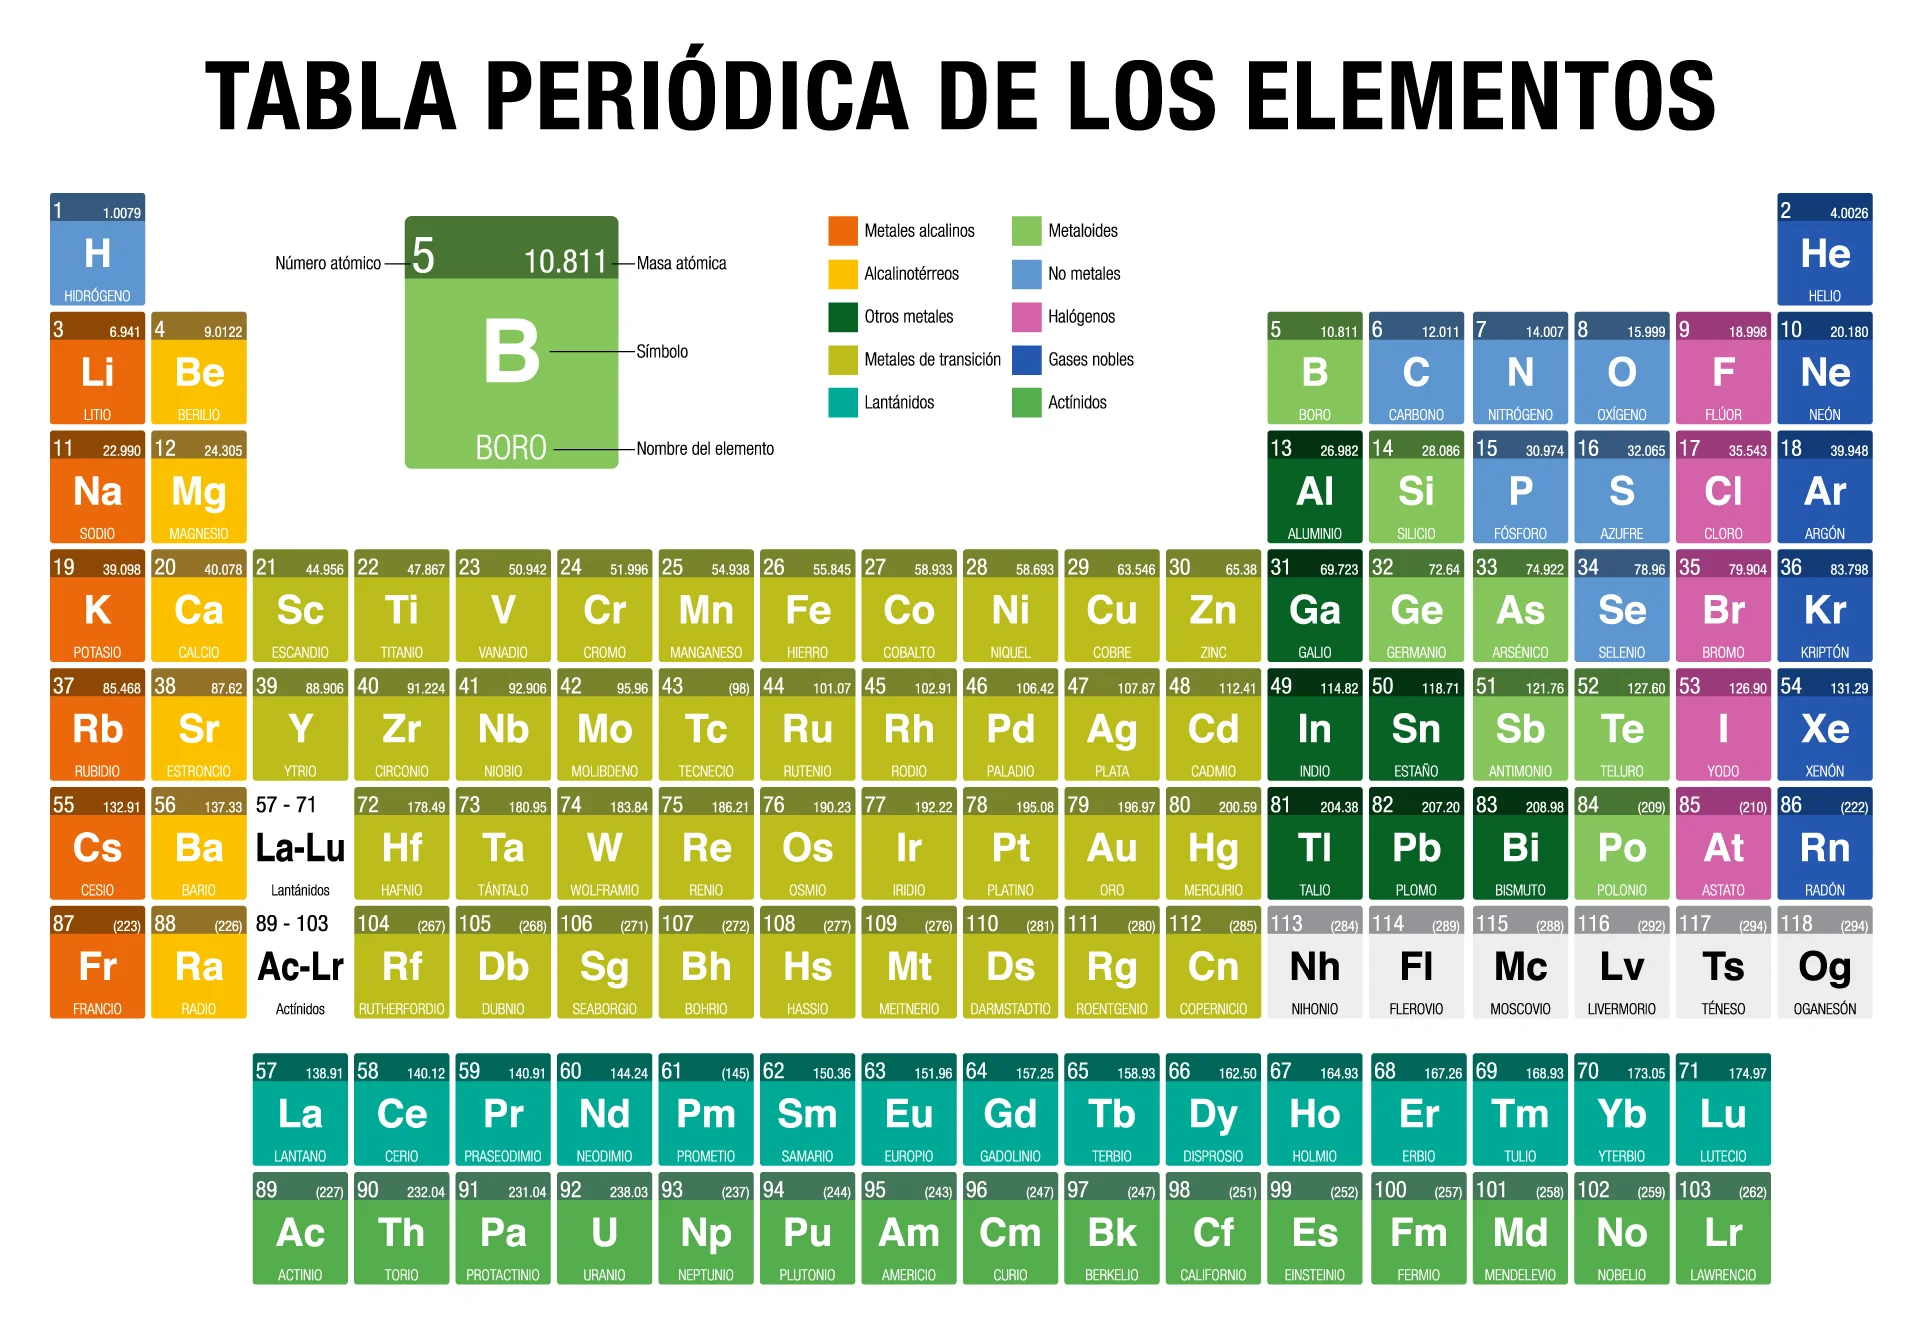 TABLA PERIÓDICA DE LOS ELEMENTOS
1 1.0079
H
HIDRÓGENO
2 4.0026
He
HELIO
5 10.811
B
BORO
Número atómico
Masa atómica
Símbolo
Nombre del elemento
Metales alcalinos
Alcalinotérreos
Otros metales
Metales de transición
Lantánidos
Metaloides
No metales
Halógenos
Gases nobles
Actínidos
3 6.941 4 9.0122 5 10.811 6 12.011 7 14.007 8 15.999 9 18.998 10 20.180
Li Be B C N O F Ne
LITIO BERILIO BORO CARBONO NITRÓGENO OXÍGENO FLÚOR NEÓN
11 22.990 12 24.305 13 26.982 14 28.086 15 30.974 16 32.065 17 35.543 18 39.948
Na Mg Al Si P S Cl Ar
SODIO MAGNESIO ALUMINIO SILICIO FÓSFORO AZUFRE CLORO ARGÓN
19 39.098 20 40.078 21 44.956 22 47.867 23 50.942 24 51.996 25 54.938 26 55.845 27 58.933 28 58.693 29 63.546 30 65.38 31 69.723 32 72.64 33 74.922 34 78.96 35 79.904 36 83.798
K Ca Sc Ti V Cr Mn Fe Co Ni Cu Zn Ga Ge As Se Br Kr
POTASIO CALCIO ESCANDIO TITANIO VANADIO CROMO MANGANESO HIERRO COBALTO NIQUEL COBRE ZINC GALIO GERMANIO ARSÉNICO SELENIO BROMO KRIPTÓN
37 85.468 38 87.62 39 88.906 40 91.224 41 92.906 42 95.96 43 (98) 44 101.07 45 102.91 46 106.42 47 107.87 48 112.41 49 114.82 50 118.71 51 121.76 52 127.60 53 126.90 54 131.29
Rb Sr Y Zr Nb Mo Tc Ru Rh Pd Ag Cd In Sn Sb Te I Xe
RUBIDIO ESTRONCIO YTRIO CIRCONIO NIOBIO MOLIBDENO TECNECIO RUTENIO RODIO PALADIO PLATA CADMIO INDIO ESTAÑO ANTIMONIO TELURO YODO XENÓN
55 132.91 56 137.33 57 - 71 72 178.49 73 180.95 74 183.84 75 186.21 76 190.23 77 192.22 78 195.08 79 196.97 80 200.59 81 204.38 82 207.20 83 208.98 84 (209) 85 (210) 86 (222)
Cs Ba La-Lu Hf Ta W Re Os Ir Pt Au Hg Tl Pb Bi Po At Rn
CESIO BARIO Lantánidos HAFNIO TÁNTALO WOLFRAMIO RENIO OSMIO IRIDIO PLATINO ORO MERCURIO TALIO PLOMO BISMUTO POLONIO ASTATO RADÓN
87 (223) 88 (226) 89 - 103 104 (267) 105 (268) 106 (271) 107 (272) 108 (277) 109 (276) 110 (281) 111 (280) 112 (285) 113 (284) 114 (289) 115 (288) 116 (292) 117 (294) 118 (294)
Fr Ra Ac-Lr Rf Db Sg Bh Hs Mt Ds Rg Cn Nh Fl Mc Lv Ts Og
FRANCIO RADIO Actínidos RUTHERFORDIO DUBNIO SEABORGIO BOHRIO HASSIO MEITNERIO DARMSTADTIO ROENTGENIO COPERNICIO NIHONIO FLEROVIO MOSCOVIO LIVERMORIO TÉNESO OGANESÓN
57 138.91 58 140.12 59 140.91 60 144.24 61 (145) 62 150.36 63 151.96 64 157.25 65 158.93 66 162.50 67 164.93 68 167.26 69 168.93 70 173.05 71 174.97
La Ce Pr Nd Pm Sm Eu Gd Tb Dy Ho Er Tm Yb Lu
LANTANO CERIO PRASEODIMIO NEODIMIO PROMETIO SAMARIO EUROPIO GADOLINIO TERBIO DISPROSIO HOLMIO ERBIO TULIO YTERBIO LUTECIO
89 (227) 90 232.04 91 231.04 92 238.03 93 (237) 94 (244) 95 (243) 96 (247) 97 (247) 98 (251) 99 (252) 100 (257) 101 (258) 102 (259) 103 (262)
Ac Th Pa U Np Pu Am Cm Bk Cf Es Fm Md No Lr
ACTINIO TORIO PROTACTINIO URANIO NEPTUNIO PLUTONIO AMERICIO CURIO BERKELIO CALIFORNIO EINSTEINIO FERMIO MENDELEVIO NOBELIO LAWRENCIO